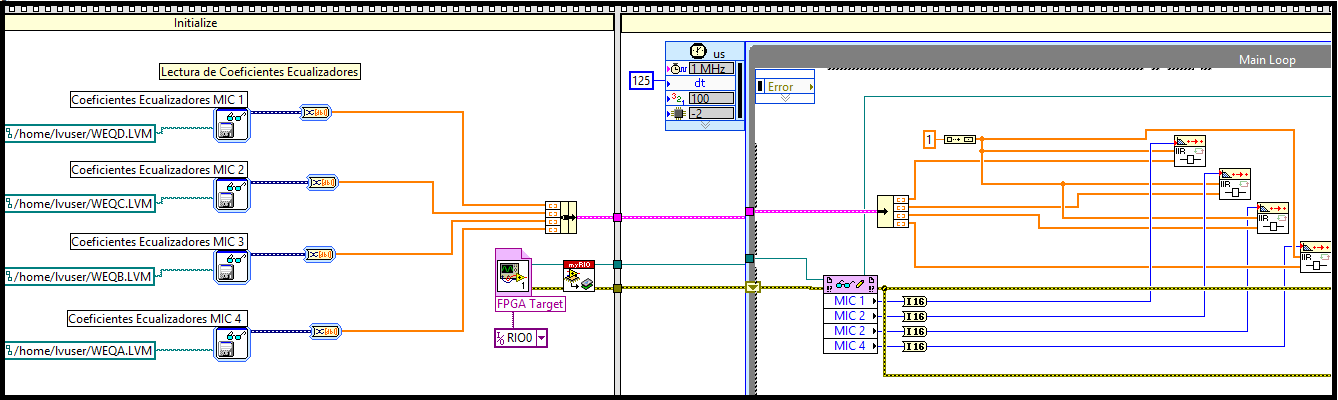 Initialize
Lectura de Coeficientes Ecualizadores
Coeficientes Ecualizadores MIC 1
/home/lvuser/WEQD.LVM
Coeficientes Ecualizadores MIC 2
/home/lvuser/WEQC.LVM
Coeficientes Ecualizadores MIC 3
/home/lvuser/WEQB.LVM
Coeficientes Ecualizadores MIC 4
/home/lvuser/WEQA.LVM
1
FPGA Target
RIO0
myRIO
us
1 MHz
125
dt
100
-2
Main Loop
Error
1
IIR
IIR
IIR
IIR
MIC 1
I16
MIC 2
I16
MIC 2
I16
MIC 4
I16